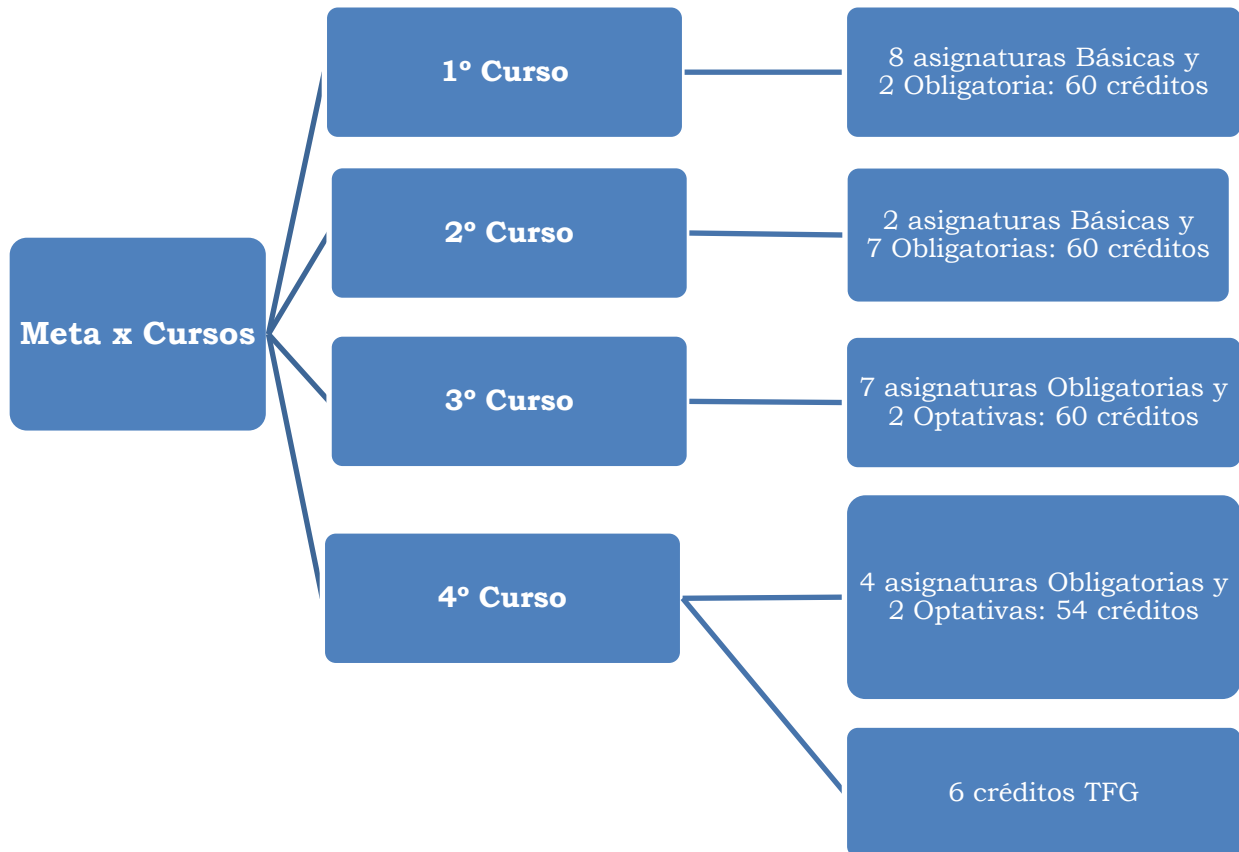 Meta x Cursos
1º Curso
8 asignaturas Básicas y
2 Obligatoria: 60 créditos
2º Curso
2 asignaturas Básicas y
7 Obligatorias: 60 créditos
3º Curso
7 asignaturas Obligatorias y
2 Optativas: 60 créditos
4º Curso
4 asignaturas Obligatorias y
2 Optativas: 54 créditos
6 créditos TFG